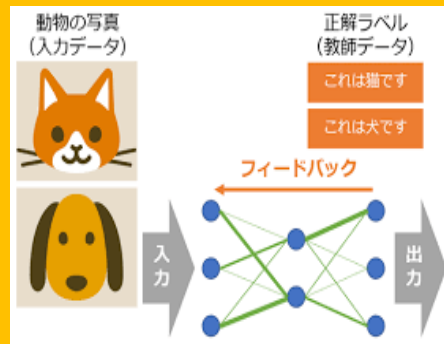 動物の写真
(入力データ)
正解ラベル
(教師データ)
これは猫です
これは犬です
フィードバック
入力
出力